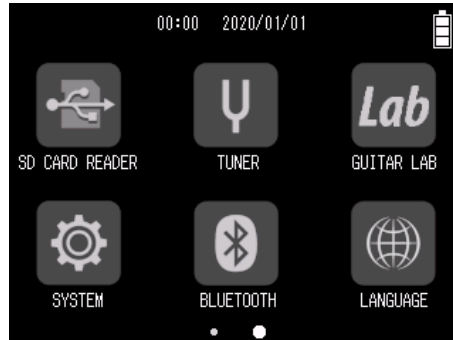 00:00 2020/01/01
Lab
SD CARD READER TUNER GUITAR LAB
SYSTEM BLUETOOTH LANGUAGE